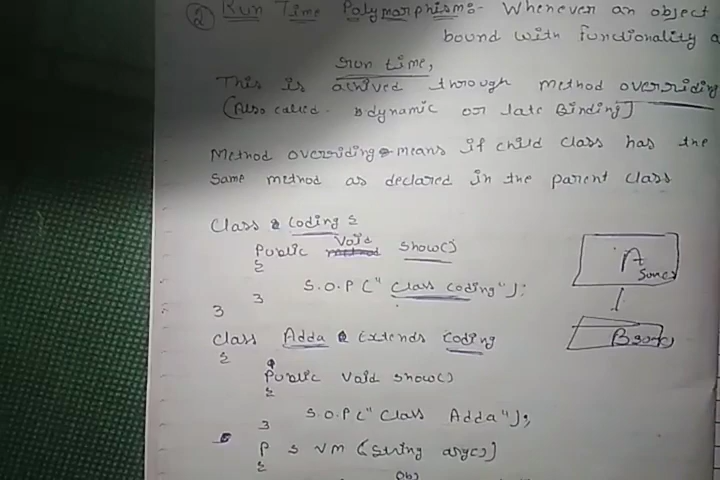 ② Run Time Polymorphism:- Whenever an object
bound with functionality a
run time,
This is achived through method overriding
(Also called dynamic or late Binding)
Method overriding - means if child class has the
same method as declared in the parent class
Class Coding {
Public Void show()
{
S.O.P (" Class Coding");
}
}
Class Adda Extends Coding
{
Public Void show()
{
S.O.P (" Class Adda");
}
P S V M (String args)
{
Obj
A
B